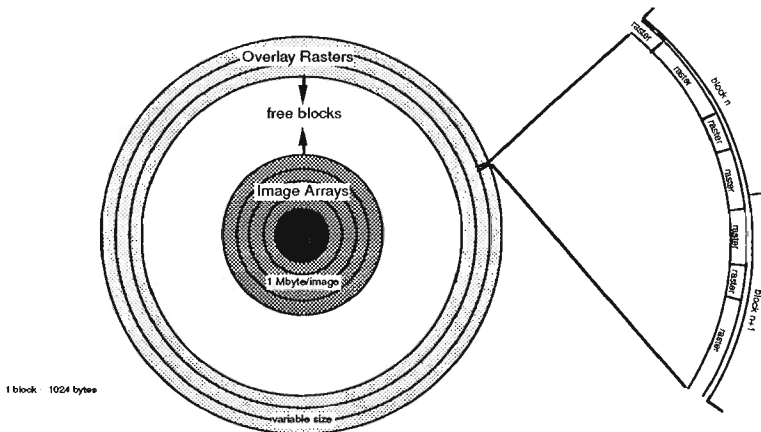 Overlay Rasters
free blocks
Image Arrays
1 Mbyte/image
variable size
1 block 1024 bytes
raster
raster
raster
raster
raster
raster
raster
block n
block n+1